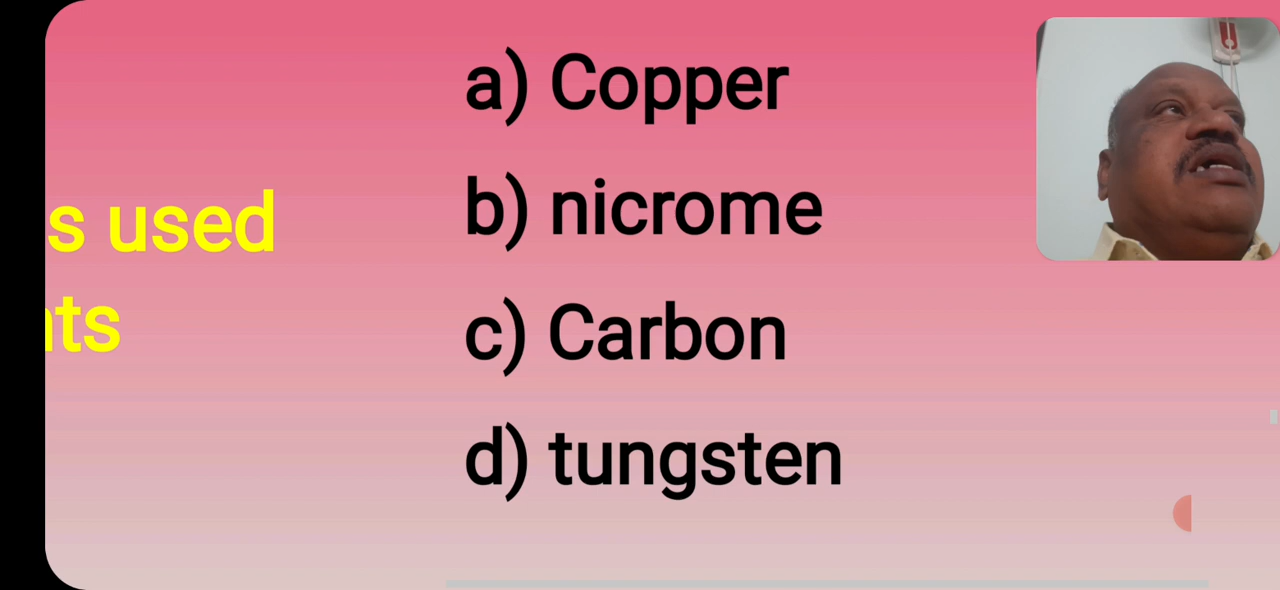 a) Copper
b) nicrome
s used
c) Carbon
ts
d) tungsten